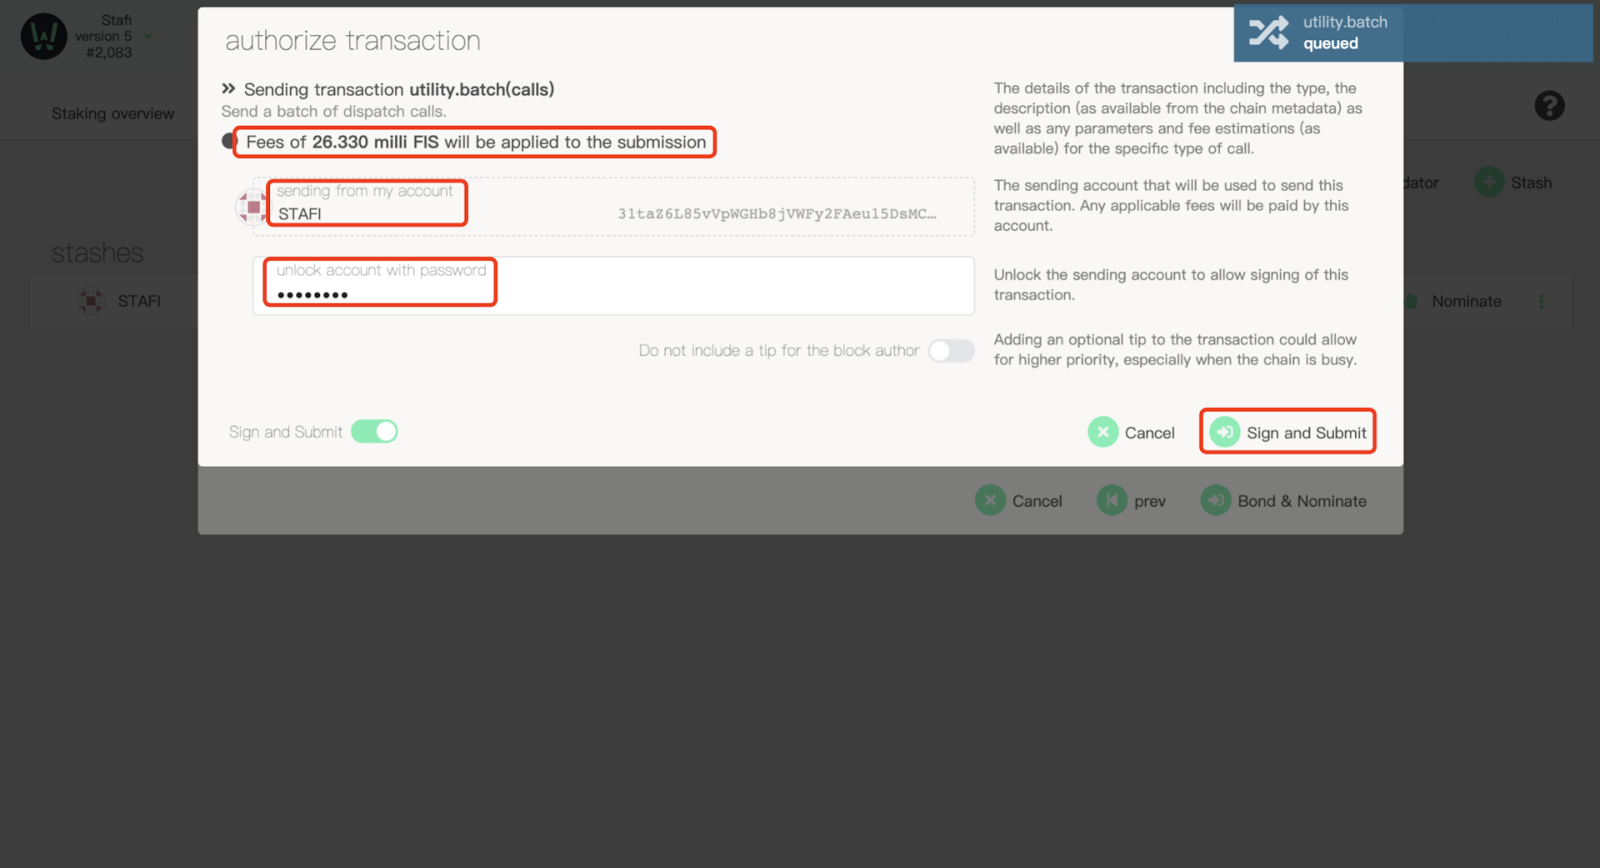 Stafi
version 5
#2,083
utility.batch
queued
authorize transaction
Sending transaction utility.batch(calls)
Send a batch of dispatch calls.
Fees of 26.330 milli FIS will be applied to the submission
The details of the transaction including the type, the
description (as available from the chain metadata) as
well as any parameters and fee estimations (as
available) for the specific type of call.
Staking overview
?
sending from my account
STAFI
31taZ6L85vVpWGHb8jVWFy2FAeu15DsMC…
The sending account that will be used to send this
transaction. Any applicable fees will be paid by this
account.
dator
Stash
stashes
STAFI
unlock account with password
••••••••
Unlock the sending account to allow signing of this
transaction.
Nominate
Do not include a tip for the block author
Adding an optional tip to the transaction could allow
for higher priority, especially when the chain is busy.
Sign and Submit
Cancel
Sign and Submit
Cancel
prev
Bond & Nominate